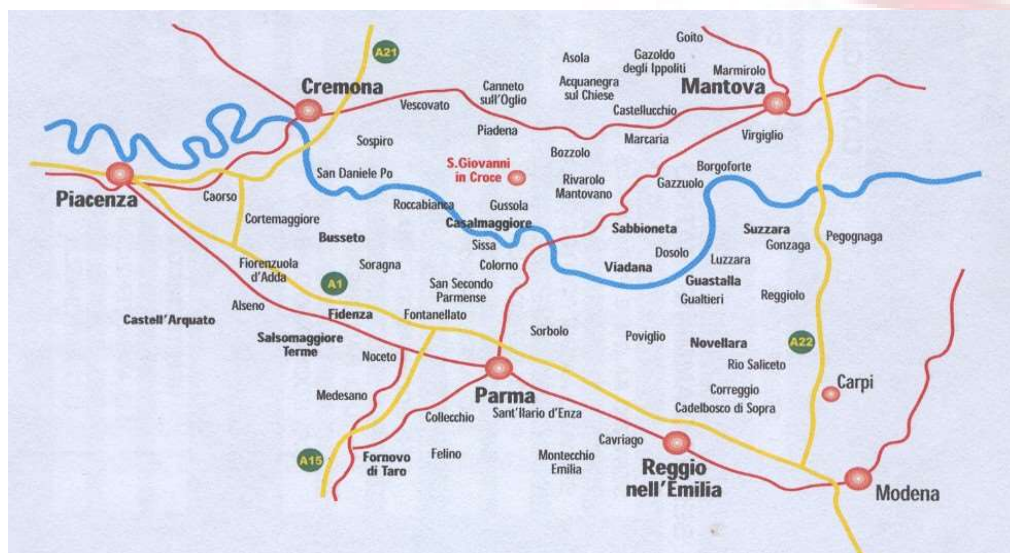 Goito
A21
Asola
Gazoldo
degli Ippoliti
Marmirolo
Cremona
Canneto
sull'Oglio
Acquanegra
sul Chiese
Mantova
Vescovato
Castellucchio
Piadena
Marcaria
Virgiglio
Sospiro
Bozzolo
S.Giovanni
in Croce
Borgoforte
San Daniele Po
Rivarolo
Mantovano
Gazzuolo
Piacenza
Caorso
Roccabianca
Gussola
Cortemaggiore
Casalmaggiore
Sabbioneta
Suzzara
Busseto
Sissa
Gonzaga
Pegognaga
Dosolo
Luzzara
Fiorenzuola
d'Adda
Soragna
Colorno
Viadana
A1
San Secondo
Parmense
Guastalla
Gualtieri
Reggiolo
Alseno
Castell'Arquato
Fidenza
Fontanellato
Sorbolo
Salsomaggiore
Terme
Poviglio
Novellara
A22
Noceto
Rio Saliceto
Medesano
Parma
Correggio
Carpi
Collecchio
Sant'Ilario d'Enza
Cadelbosco di Sopra
A15
Fornovo
di Taro
Felino
Montecchio
Emilia
Cavriago
Reggio
nell'Emilia
Modena